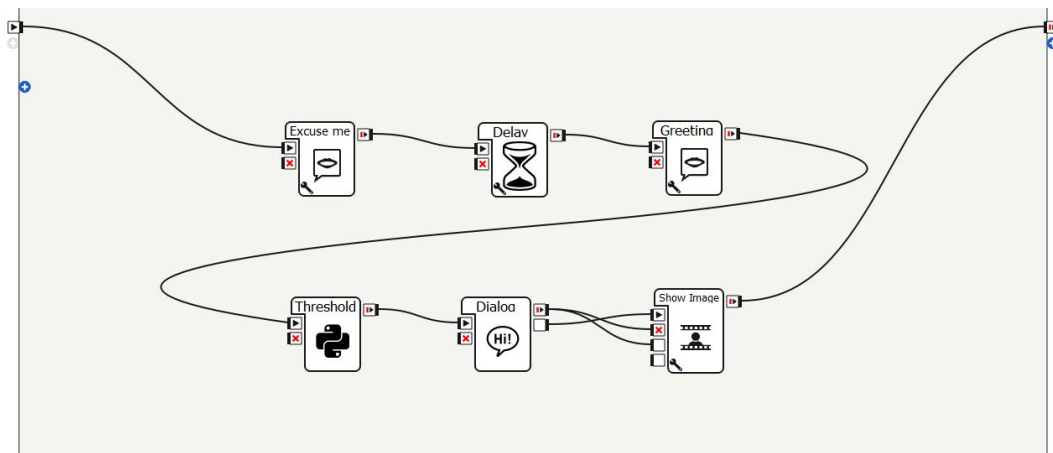 Excuse me
Delay
Greeting
Threshold
Dialog
Hi!
Show Image